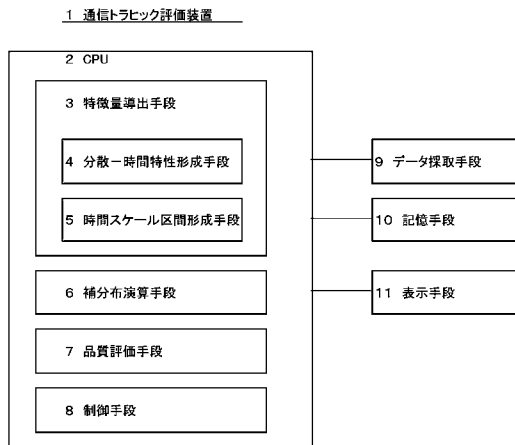 1 通信トラヒック評価装置
2 CPU
3 特徴量導出手段
4 分散－時間特性形成手段
5 時間スケール区間形成手段
6 補分布演算手段
7 品質評価手段
8 制御手段
9 データ採取手段
10 記憶手段
11 表示手段